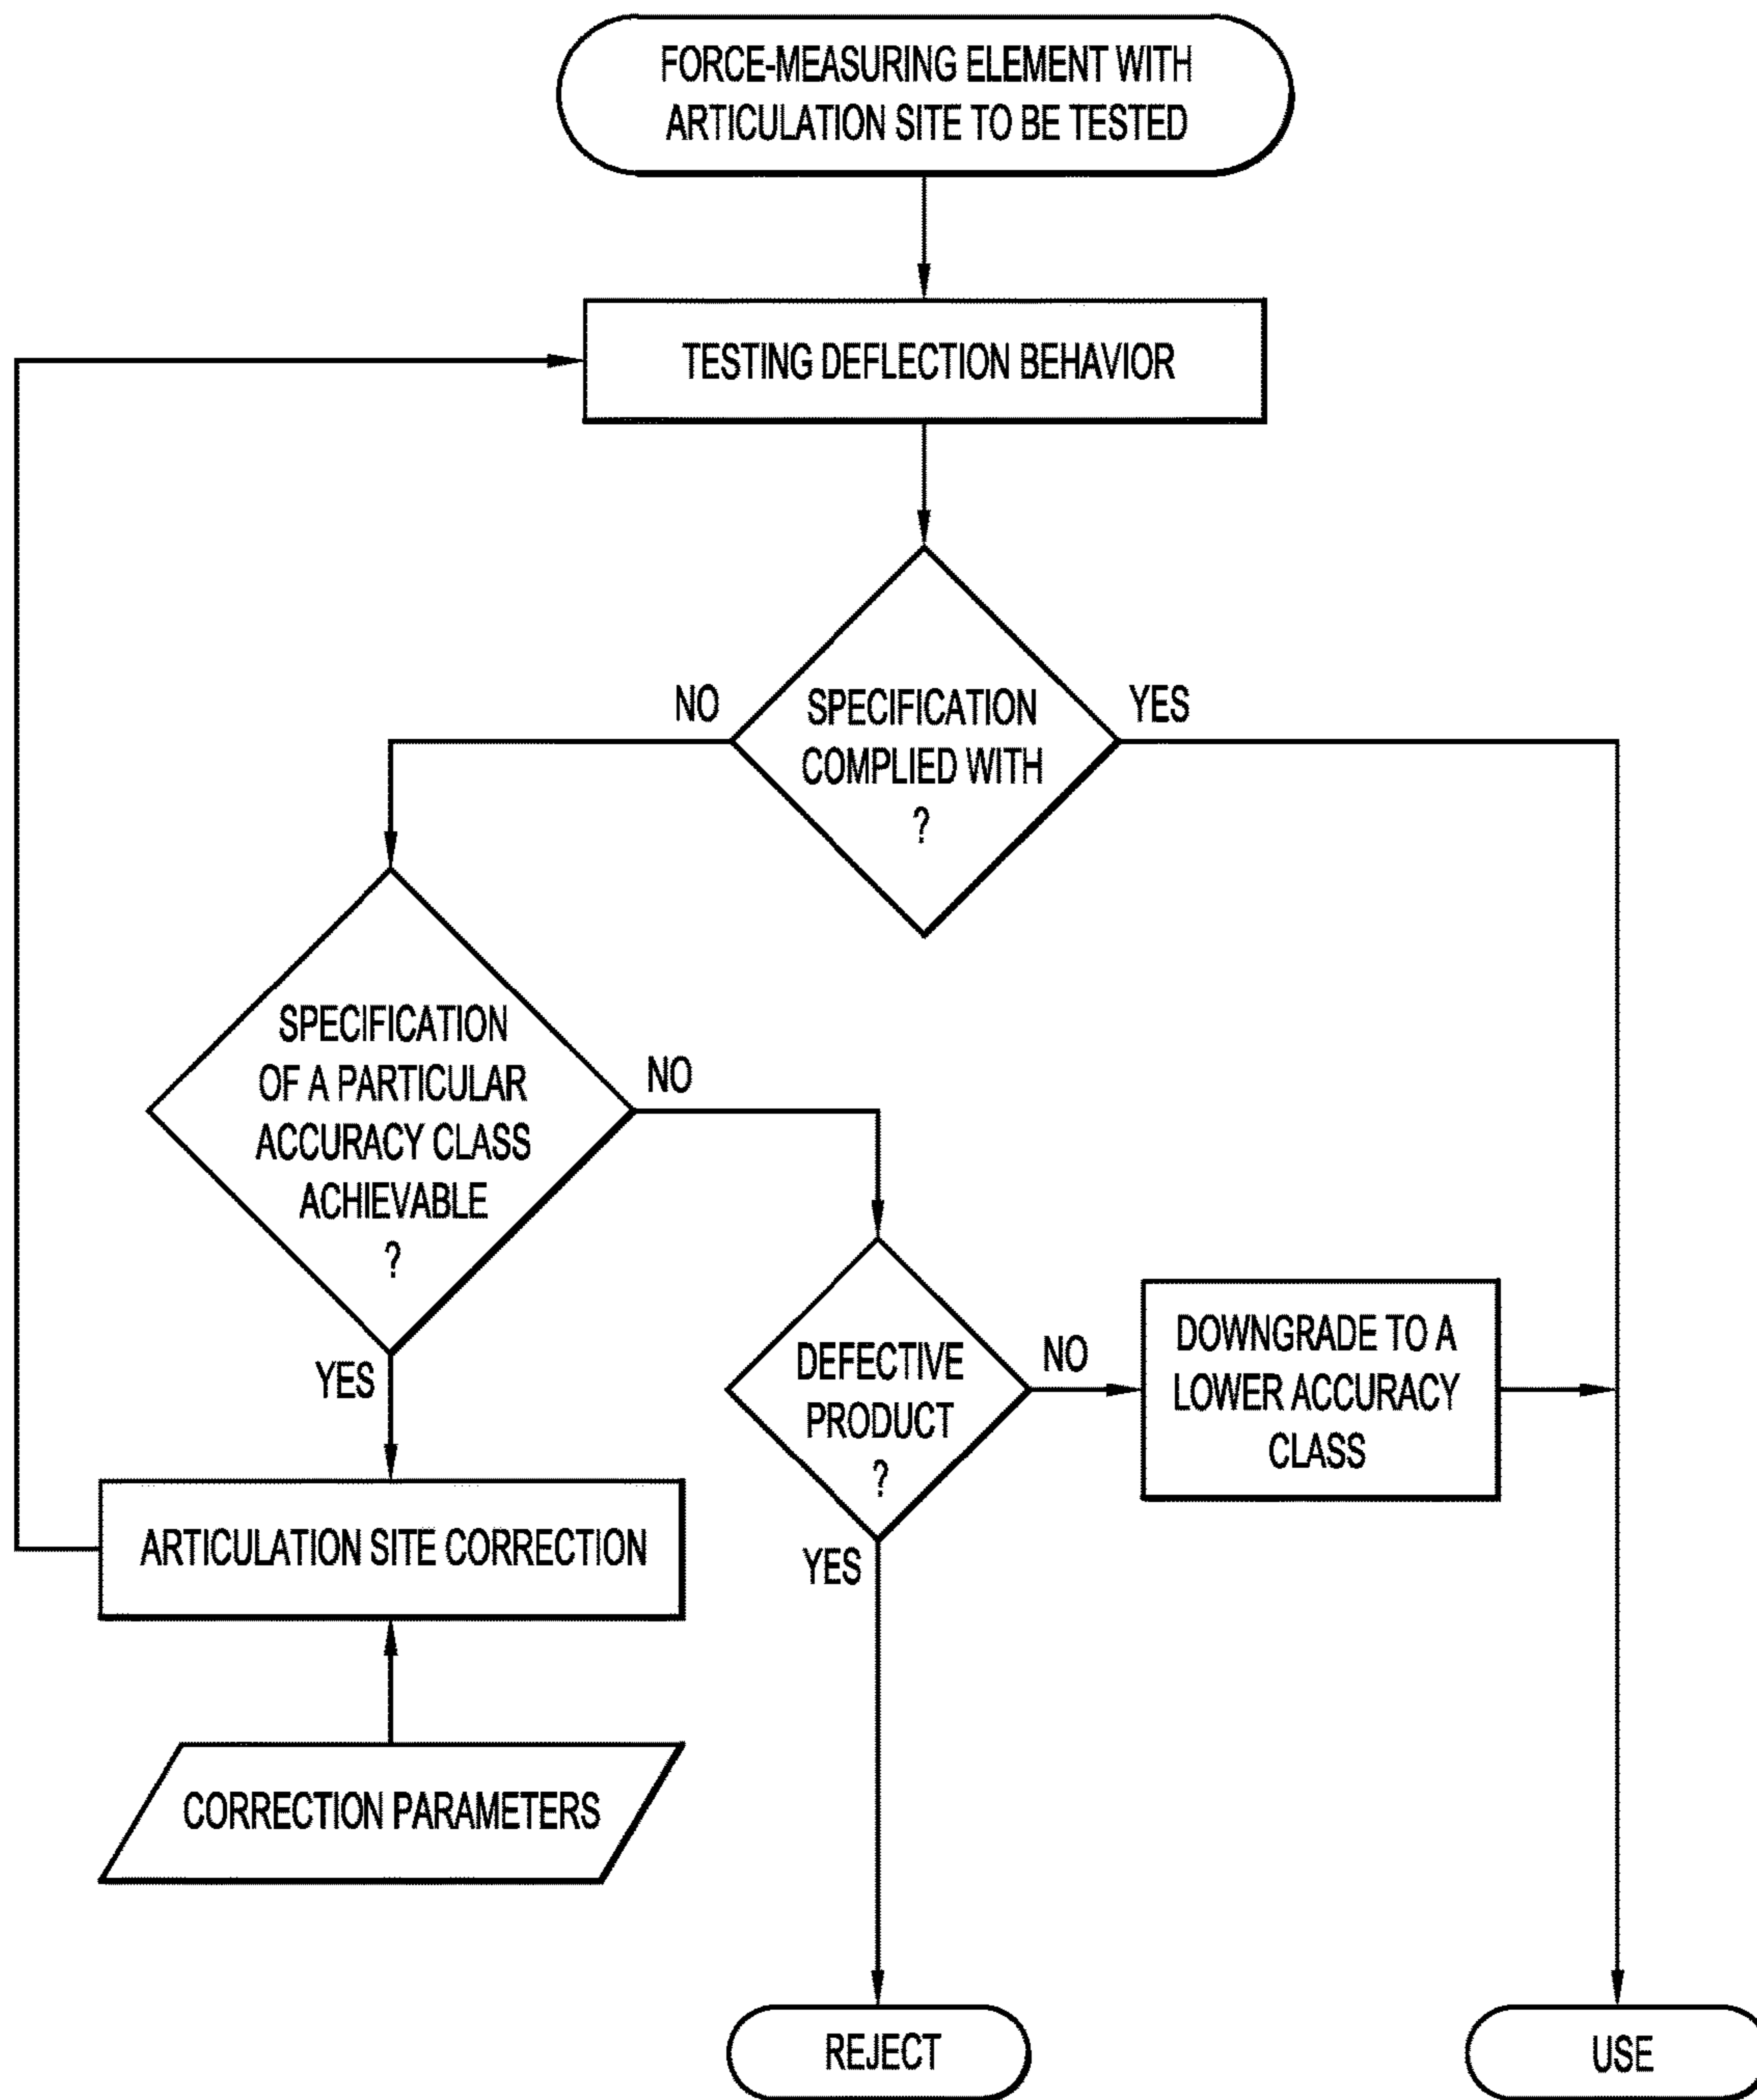 FORCE-MEASURING ELEMENT WITH
ARTICULATION SITE TO BE TESTED
TESTING DEFLECTION BEHAVIOR
NO
SPECIFICATION
COMPLIED WITH
?
YES
SPECIFICATION
OF A PARTICULAR
ACCURACY CLASS
ACHIEVABLE
?
NO
YES
DEFECTIVE
PRODUCT
?
NO
YES
DOWNGRADE TO A
LOWER ACCURACY
CLASS
ARTICULATION SITE CORRECTION
CORRECTION PARAMETERS
REJECT
USE